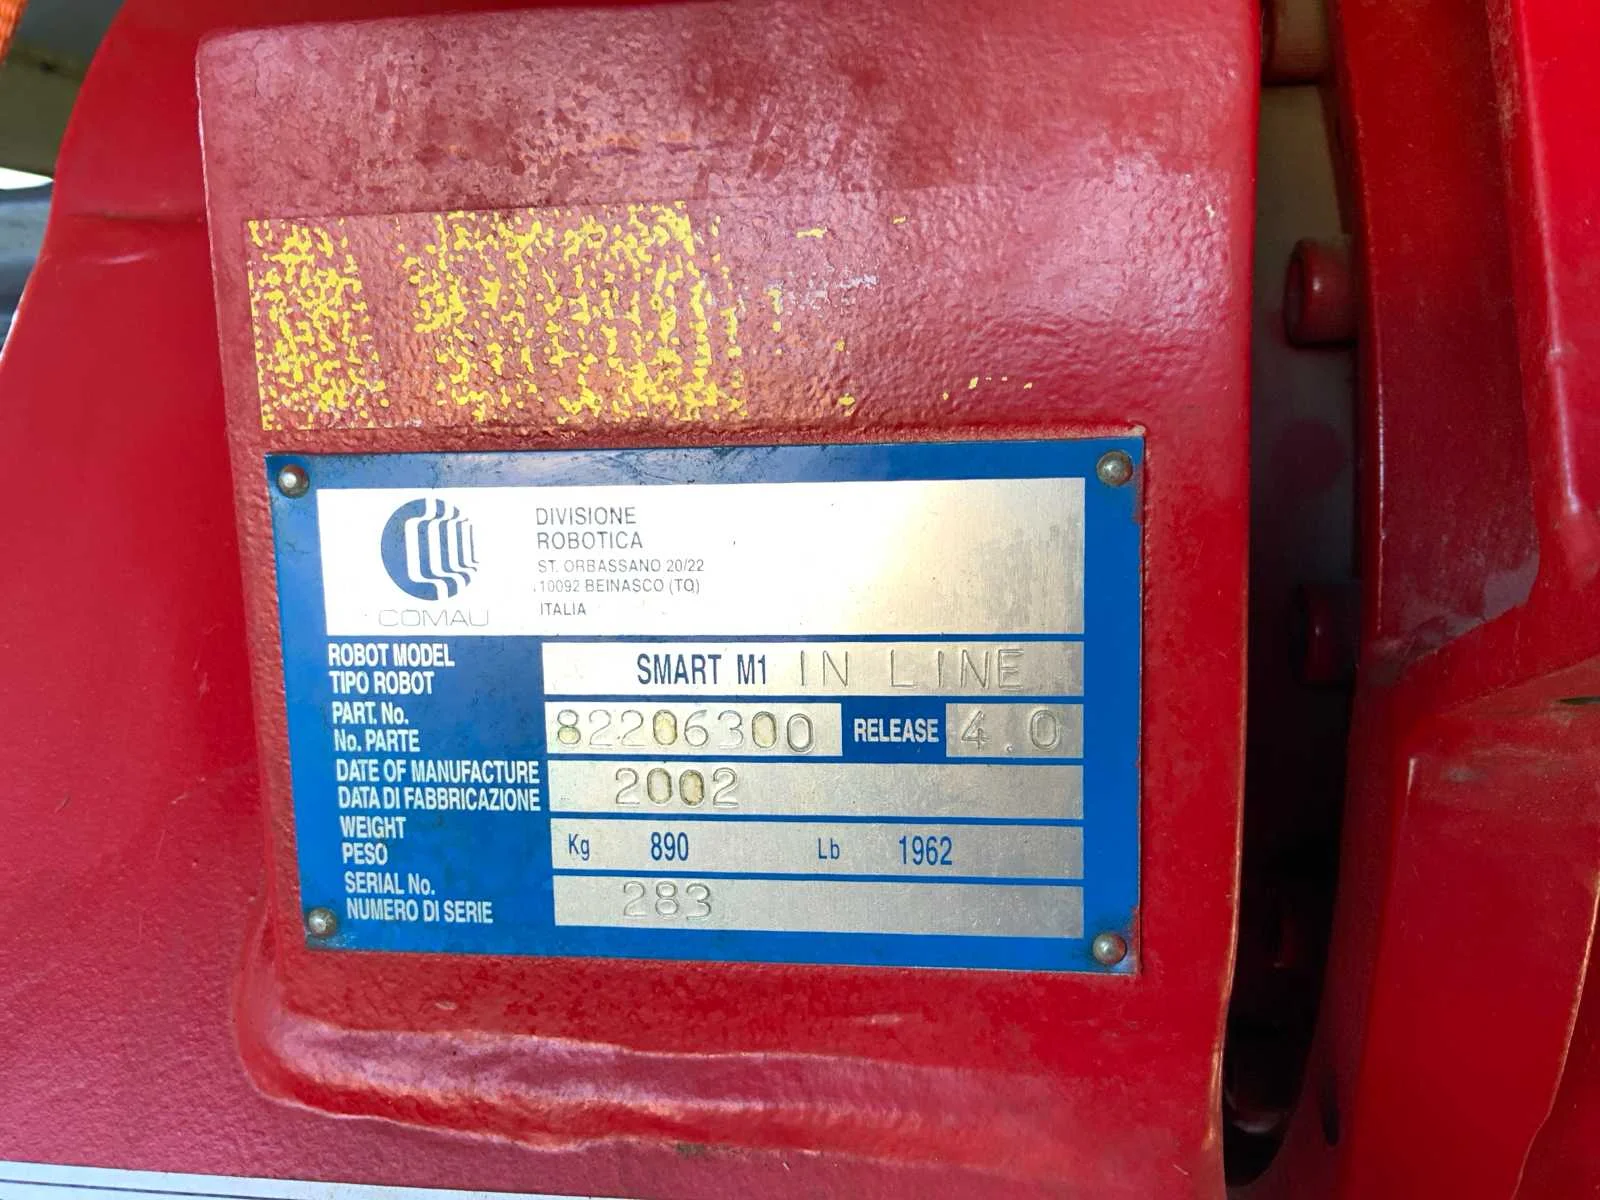 COMAU
DIVISIONE
ROBOTICA
ST. ORBASSANO 20/22
10092 BEINASCO (TO)
ITALIA
ROBOT MODEL
TIPO ROBOT
SMART M1 IN LINE
PART. No.
No. PARTE
82206300
RELEASE
4.0
DATE OF MANUFACTURE
DATA DI FABBRICAZIONE
2002
WEIGHT
PESO
Kg 890 Lb 1962
SERIAL No.
NUMERO DI SERIE
283